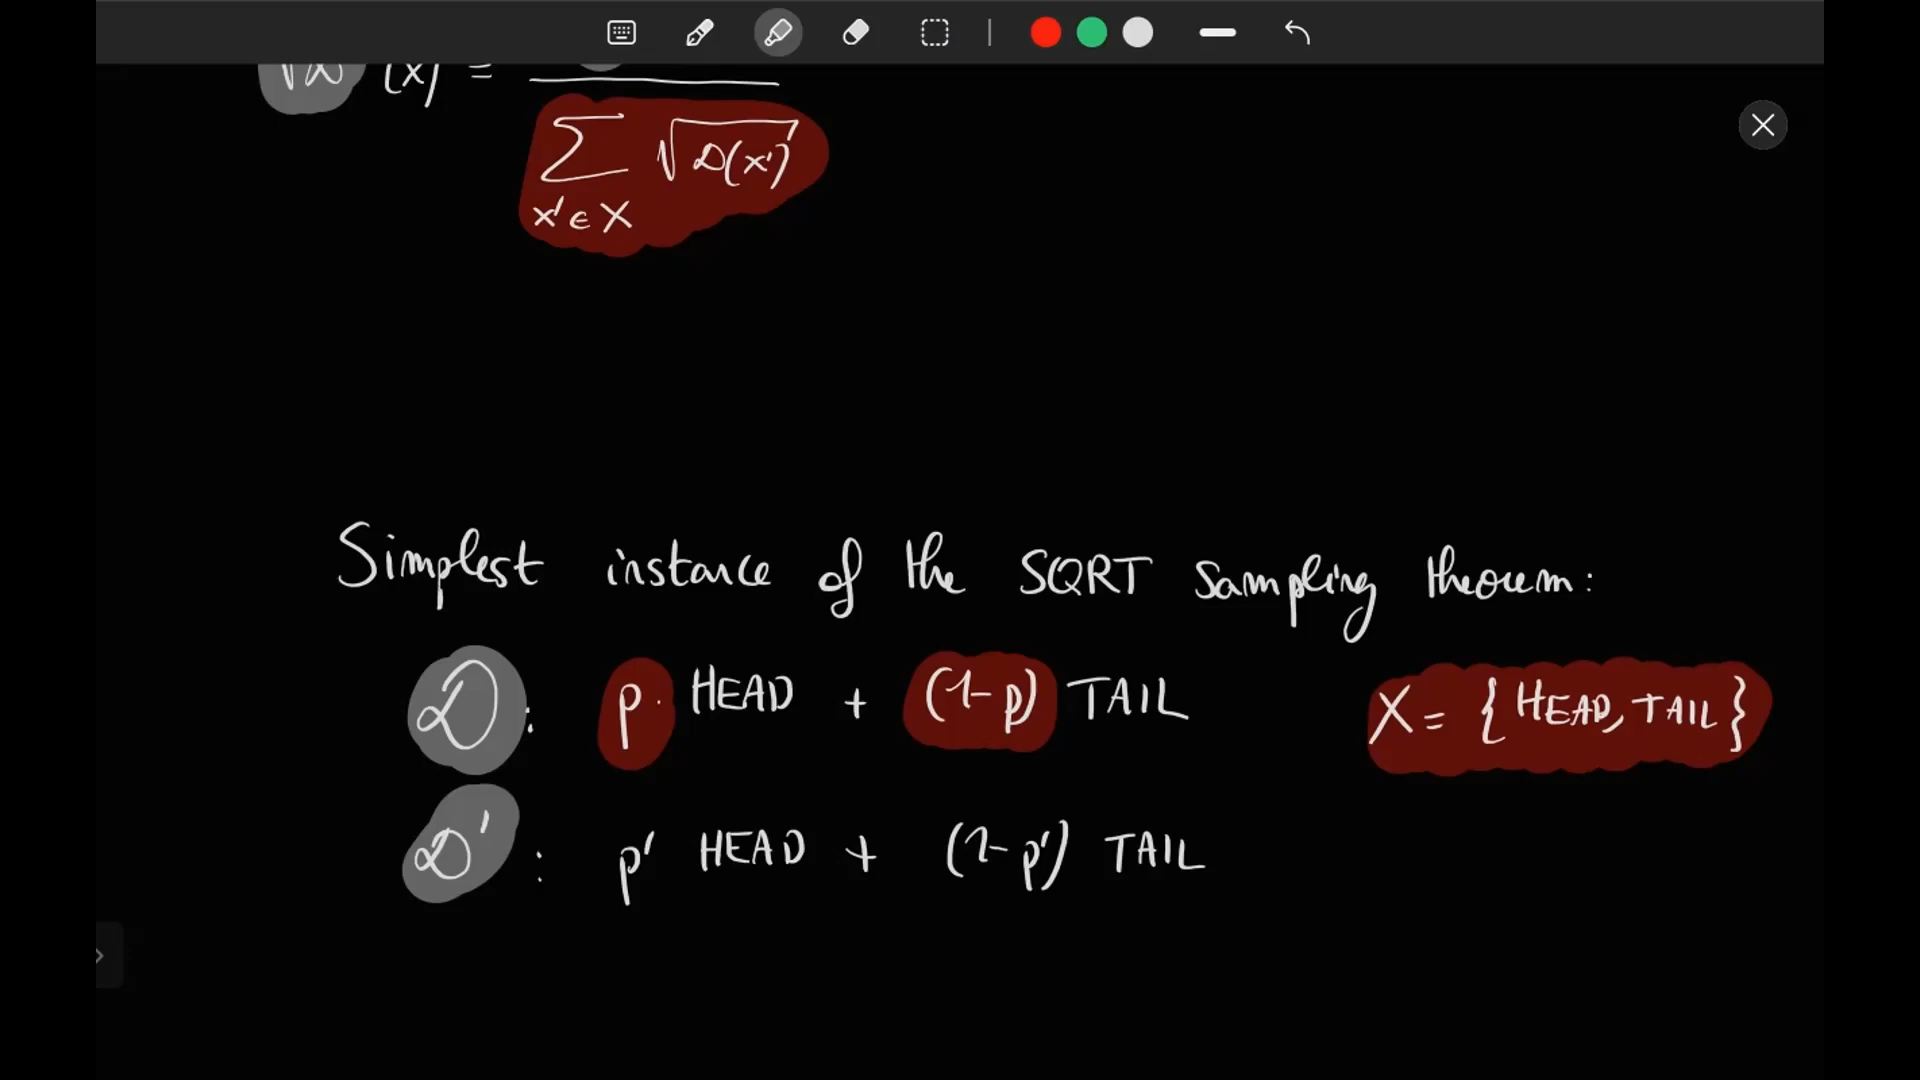 √D (x) =
∑ √D(x')
x' ∈ X
Simplest instance of the SQRT sampling theorem:
D : p · HEAD + (1-p) TAIL X = {HEAD, TAIL}
D' : p' HEAD + (1-p') TAIL